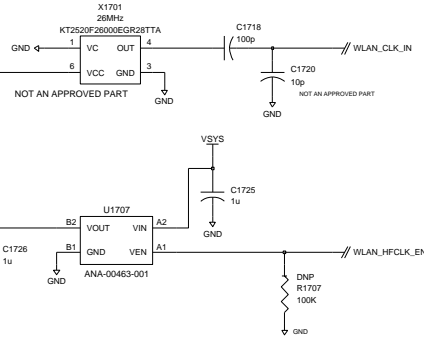 X1701
26MHz
KT2520F26000EGR28TTA
GND
1 VC OUT 4
6 VCC GND 3
GND
NOT AN APPROVED PART
C1718
100p
WLAN_CLK_IN
C1720
10p
NOT AN APPROVED PART
GND
VSYS
C1725
1u
GND
U1707
B2 VOUT VIN A2
B1 GND VEN A1
ANA-00463-001
C1726
1u
GND
WLAN_HFCLK_EN
DNP
R1707
100K
GND